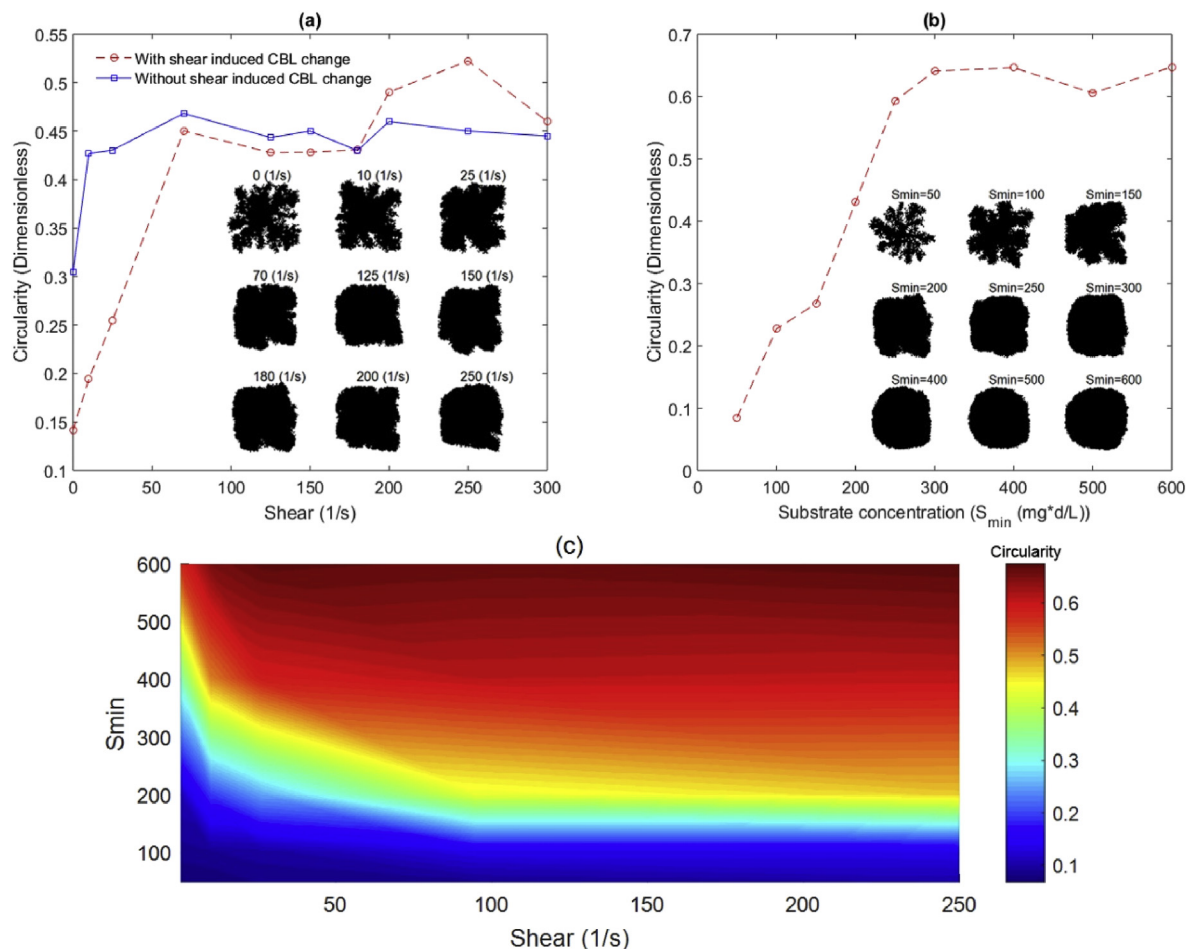 (a)
0.55
0.5
0.45
0.4
0.35
0.3
0.25
0.2
0.15
0.1
Circularity (Dimensionless)
With shear induced CBL change
Without shear induced CBL change
0 (1/s) 10 (1/s) 25 (1/s)
70 (1/s) 125 (1/s) 150 (1/s)
180 (1/s) 200 (1/s) 250 (1/s)
0 50 100 150 200 250 300
Shear (1/s)
(b)
0.7
0.6
0.5
0.4
0.3
0.2
0.1
0
Circularity (Dimensionless)
Smin=50 Smin=100 Smin=150
Smin=200 Smin=250 Smin=300
Smin=400 Smin=500 Smin=600
0 100 200 300 400 500 600
Substrate concentration (S_min (mg*d/L))
(c)
600
500
400
300
200
100
Smin
50 100 150 200 250
Shear (1/s)
Circularity
0.6
0.5
0.4
0.3
0.2
0.1